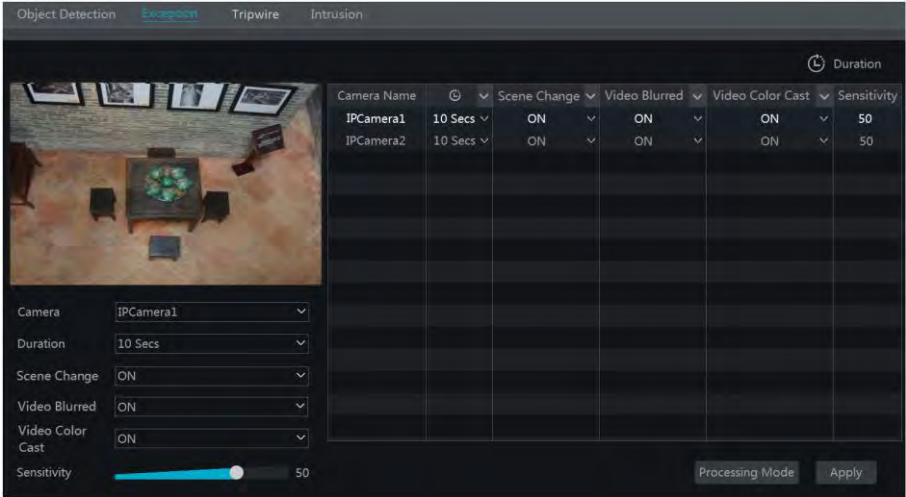 Object Detection Exception Tripwire Intrusion
Duration
Camera Name Scene Change Video Blurred Video Color Cast Sensitivity
IPCamera1 10 Secs ON ON ON 50
IPCamera2 10 Secs ON ON ON 50
Camera IPCamera1
Duration 10 Secs
Scene Change ON
Video Blurred ON
Video Color
Cast ON
Sensitivity 50
Processing Mode Apply